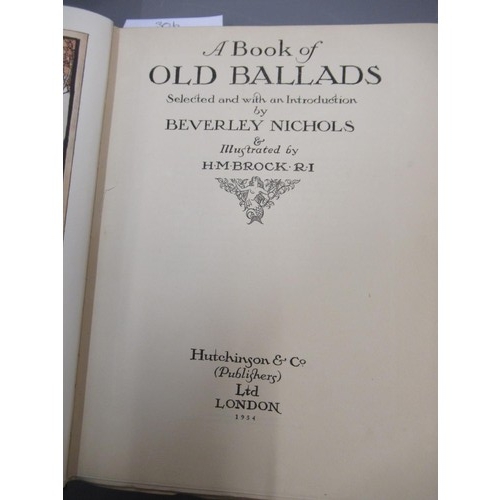 A Book of
OLD BALLADS
Selected and with an Introduction
by
BEVERLEY NICHOLS
&
Illustrated by
H·M·BROCK·R·I
Hutchinson & Co
(Publishers)
Ltd
LONDON
1934